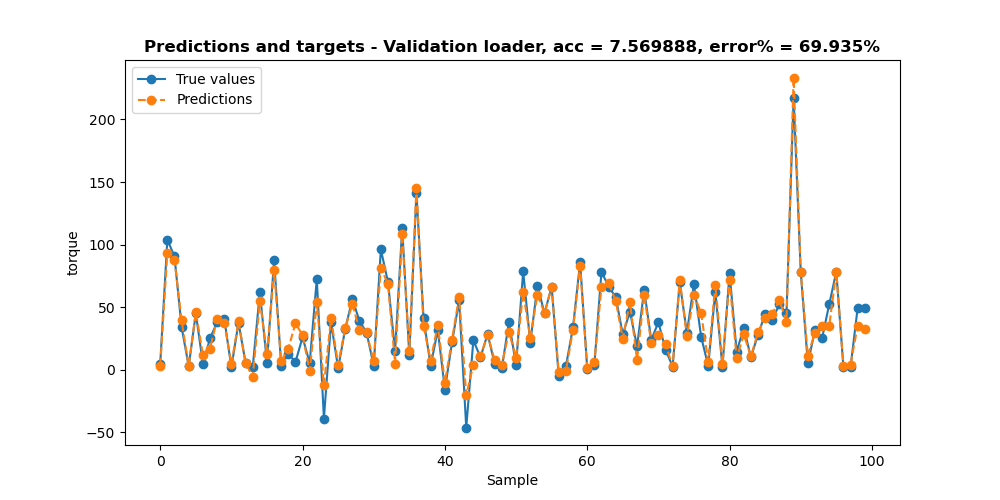 Predictions and targets - Validation loader, acc = 7.569888, error% = 69.935%
True values
Predictions
torque
200
150
100
50
0
−50
0 20 40 60 80 100
Sample